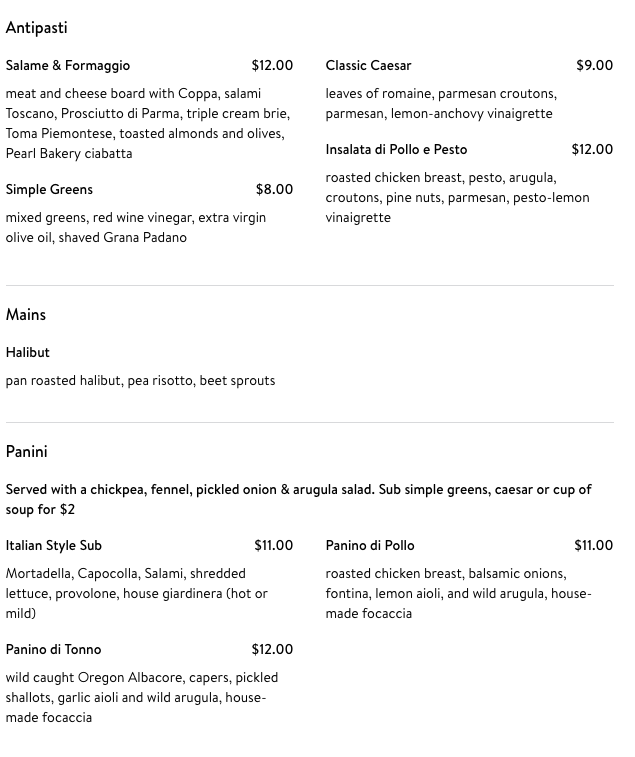 Antipasti
Salame & Formaggio $12.00
meat and cheese board with Coppa, salami
Toscano, Prosciutto di Parma, triple cream brie,
Toma Piemontese, toasted almonds and olives,
Pearl Bakery ciabatta
Simple Greens $8.00
mixed greens, red wine vinegar, extra virgin
olive oil, shaved Grana Padano
Classic Caesar $9.00
leaves of romaine, parmesan croutons,
parmesan, lemon-anchovy vinaigrette
Insalata di Pollo e Pesto $12.00
roasted chicken breast, pesto, arugula,
croutons, pine nuts, parmesan, pesto-lemon
vinaigrette
Mains
Halibut
pan roasted halibut, pea risotto, beet sprouts
Panini
Served with a chickpea, fennel, pickled onion & arugula salad. Sub simple greens, caesar or cup of
soup for $2
Italian Style Sub $11.00
Mortadella, Capocolla, Salami, shredded
lettuce, provolone, house giardinera (hot or
mild)
Panino di Tonno $12.00
wild caught Oregon Albacore, capers, pickled
shallots, garlic aioli and wild arugula, house-
made focaccia
Panino di Pollo $11.00
roasted chicken breast, balsamic onions,
fontina, lemon aioli, and wild arugula, house-
made focaccia